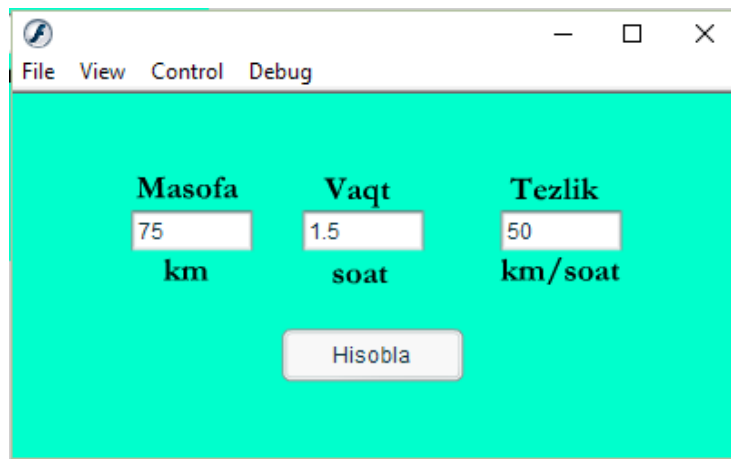 File View Control Debug
Masofa Vaqt Tezlik
75 1.5 50
km soat km/soat
Hisobla